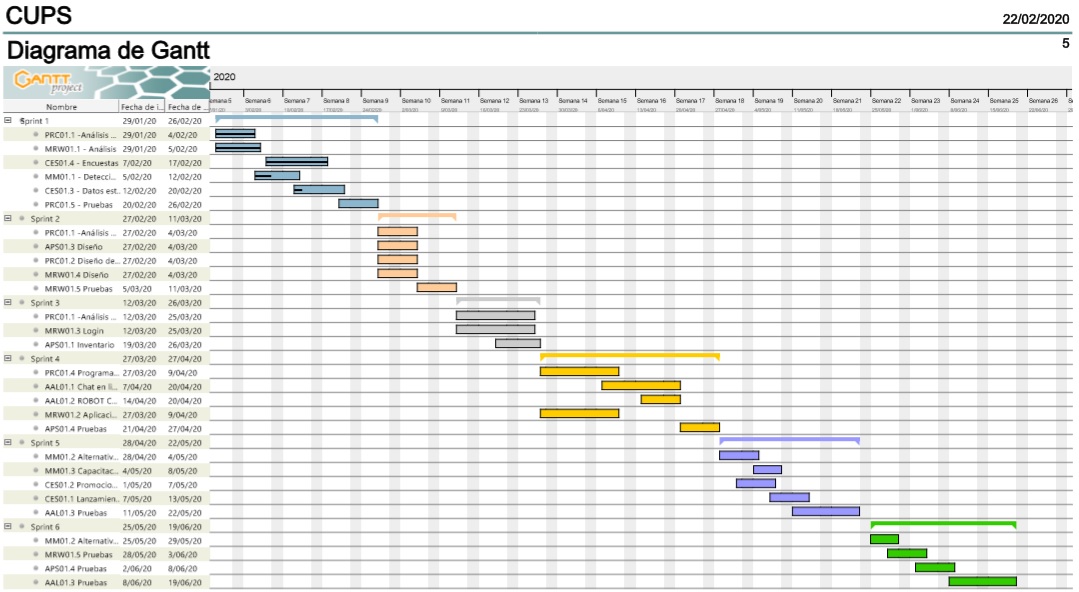 CUPS
22/02/2020
Diagrama de Gantt
5
GANTT project
2020
Nombre Fecha de i... Fecha de ...
Semana 6 Semana 7 Semana 8 Semana 9 Semana 10 Semana 11 Semana 12 Semana 13 Semana 14 Semana 15 Semana 16 Semana 17 Semana 18 Semana 19 Semana 20 Semana 21 Semana 22 Semana 23 Semana 24 Semana 25 Semana 26
Sprint 1 29/01/20 26/02/20
PRC01.1 -Análisis ... 29/01/20 4/02/20
MRW01.1 - Análisis 29/01/20 5/02/20
CES01.4 - Encuestas 7/02/20 17/02/20
MM01.1 - Detecci... 5/02/20 12/02/20
CES01.3 - Datos est... 12/02/20 20/02/20
PRC01.5 - Pruebas 20/02/20 26/02/20
Sprint 2 27/02/20 11/03/20
PRC01.1 -Análisis ... 27/02/20 4/03/20
APS01.3 Diseño 27/02/20 4/03/20
PRC01.2 Diseño de... 27/02/20 4/03/20
MRW01.4 Diseño 27/02/20 4/03/20
MRW01.5 Pruebas 5/03/20 11/03/20
Sprint 3 12/03/20 26/03/20
PRC01.1 -Análisis ... 12/03/20 25/03/20
MRW01.3 Login 12/03/20 25/03/20
APS01.1 Inventario 19/03/20 26/03/20
Sprint 4 27/03/20 27/04/20
PRC01.4 Programa... 27/03/20 9/04/20
AAL01.1 Chat en lí... 7/04/20 20/04/20
AAL01.2 ROBOT C... 14/04/20 20/04/20
MRW01.2 Aplicaci... 27/03/20 9/04/20
APS01.4 Pruebas 21/04/20 27/04/20
Sprint 5 28/04/20 22/05/20
MM01.2 Alternativ... 28/04/20 4/05/20
MM01.3 Capacitac... 4/05/20 8/05/20
CES01.2 Promocio... 1/05/20 7/05/20
CES01.1 Lanzamien... 7/05/20 13/05/20
AAL01.3 Pruebas 11/05/20 22/05/20
Sprint 6 25/05/20 19/06/20
MM01.2 Alternativ... 25/05/20 29/05/20
MRW01.5 Pruebas 28/05/20 3/06/20
APS01.4 Pruebas 2/06/20 8/06/20
AAL01.3 Pruebas 8/06/20 19/06/20